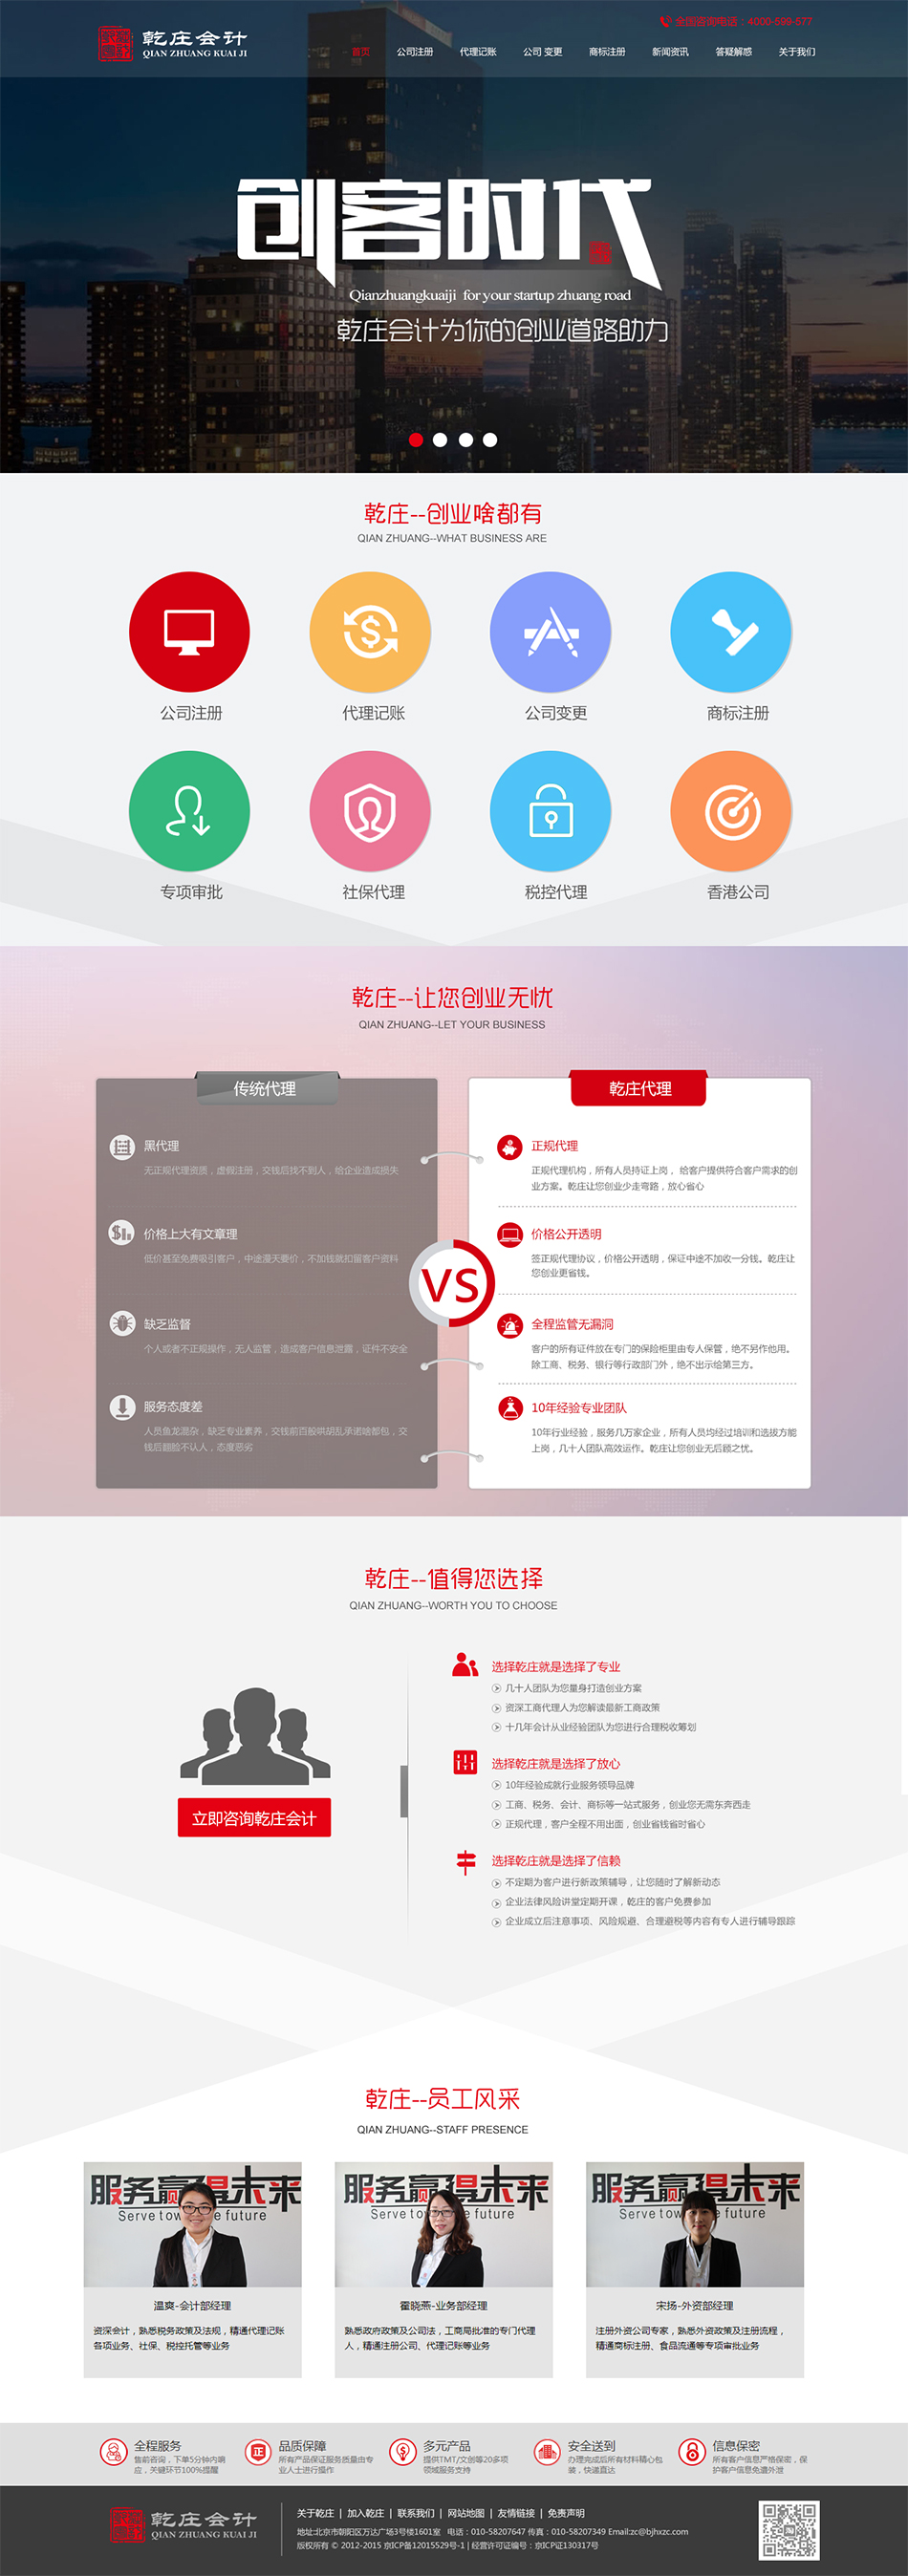 全国咨询电话：4000-599-577
乾庄会计
QIAN ZHUANG KUAI JI
首页 公司注册 代理记账 公司 变更 商标注册 新闻资讯 答疑解惑 关于我们
创客时代
Qianzhuangkuaiji for your startup zhuang road
乾庄会计为你的创业道路助力
乾庄--创业啥都有
QIAN ZHUANG--WHAT BUSINESS ARE
公司注册 代理记账 公司变更 商标注册
专项审批 社保代理 税控代理 香港公司
乾庄--让您创业无忧
QIAN ZHUANG--LET YOUR BUSINESS
传统代理
黑代理
无正规代理资质，虚假注册，交钱后找不到人，给企业造成损失
价格上大有文章理
低价甚至免费吸引客户，中途漫天要价，不加钱就扣留客户资料
缺乏监督
个人或者不正规操作，无人监管，造成客户信息泄露，证件不安全
服务态度差
人员鱼龙混杂，缺乏专业素养，交钱前百般哄胡乱承诺啥都包，交
钱后翻脸不认人，态度恶劣
VS
乾庄代理
正规代理
正规代理机构，所有人员持证上岗， 给客户提供符合客户需求的创
业方案。乾庄让您创业少走弯路，放心省心
价格公开透明
签正规代理协议，价格公开透明，保证中途不加收一分钱。乾庄让
您创业更省钱。
全程监管无漏洞
客户的所有证件放在专门的保险柜里由专人保管，绝不另作他用。
除工商、税务、银行等行政部门外，绝不出示给第三方。
10年经验专业团队
10年行业经验，服务几万家企业，所有人员均经过培训和选拔方能
上岗，几十人团队高效运作。乾庄让您创业无后顾之忧。
乾庄--值得您选择
QIAN ZHUANG--WORTH YOU TO CHOOSE
立即咨询乾庄会计
选择乾庄就是选择了专业
几十人团队为您量身打造创业方案
资深工商代理人为您解读最新工商政策
十几年会计从业经验团队为您进行合理税收筹划
选择乾庄就是选择了放心
10年经验成就行业服务领导品牌
工商、税务、会计、商标等一站式服务，创业您无需东奔西走
正规代理，客户全程不用出面，创业省钱省时省心
选择乾庄就是选择了信赖
不定期为客户进行新政策辅导，让您随时了解新动态
企业法律风险讲堂定期开课，乾庄的客户免费参加
企业成立后注意事项、风险规避、合理避税等内容有专人进行辅导跟踪
乾庄--员工风采
QIAN ZHUANG--STAFF PRESENCE
服务赢得未来
服务赢得未来
服务赢得未来
温爽-会计部经理
资深会计，熟悉税务政策及法规，精通代理记账
各项业务、社保、税控托管等业务
霍晓燕-业务部经理
熟悉政府政策及公司法，工商局批准的专门代理
人，精通注册公司、代理记账等业务
宋扬-外资部经理
注册外资公司专家，熟悉外资政策及注册流程，
精通商标注册、食品流通等专项审批业务
全程服务
售前咨询，下单5分钟内响
应，关键环节100%提醒
品质保障
所有产品保证服务质量由专
业人士进行操作
多元产品
提供TMT/文创等20多项
领域服务支持
安全送到
办理完成后所有材料精心包
装，快递直达
信息保密
所有客户信息严格保密，保
护客户信息免遭外泄
乾庄会计
QIAN ZHUANG KUAI JI
关于乾庄 | 加入乾庄 | 联系我们 | 网站地图 | 友情链接 | 免责声明
地址:北京市朝阳区万达广场3号楼1601室 电话：010-58207647 传真：010-58207349 Email:zc@bjhxzc.com
版权所有 © 2012-2015 京ICP备12015529号-1 | 经营许可证编号：京ICP证130317号